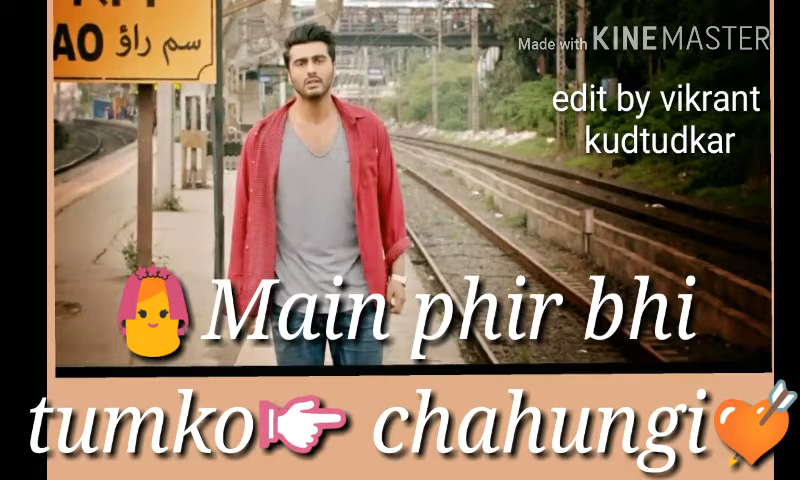 AO سم راؤ
Made with KINEMASTER
edit by vikrant
kudtudkar
Main phir bhi
tumko chahungi